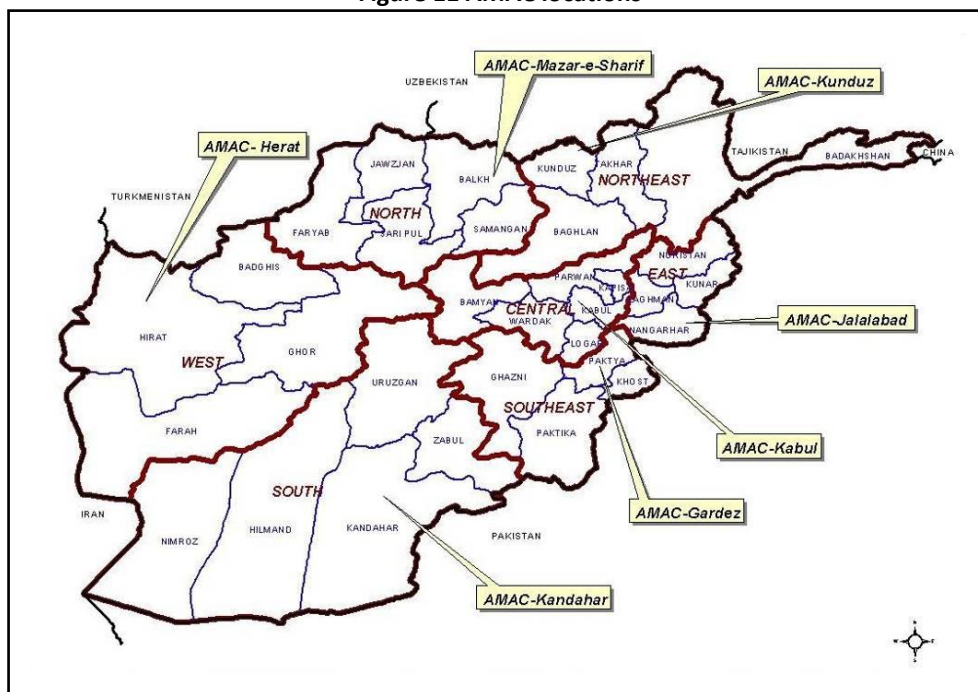 UZBEKISTAN
AMAC-Mazar-e-Sharif
AMAC-Kunduz
AMAC- Herat
TURKMENISTAN
TAJIKISTAN
CHINA
BADAKHSHAN
JAWZJAN
BALKH
KUNDUZ
NORTHEAST
NORTH
FARYAB
SARI PUL
SAMANGAN
BAGHLAN
BADGHIS
NURISTAN
EAST
KUNAR
PARWAN
BAMYAN
CENTRAL
KABUL
WARDAK
LOGAR
NANGARHAR
AMAC-Jalalabad
HIRAT
WEST
GHOR
PAKTYA
KHOST
URUZGAN
GHAZNI
SOUTHEAST
FARAH
ZABUL
PAKTIKA
AMAC-Kabul
SOUTH
IRAN
HILMAND
KANDAHAR
NIMROZ
PAKISTAN
AMAC-Gardez
AMAC-Kandahar